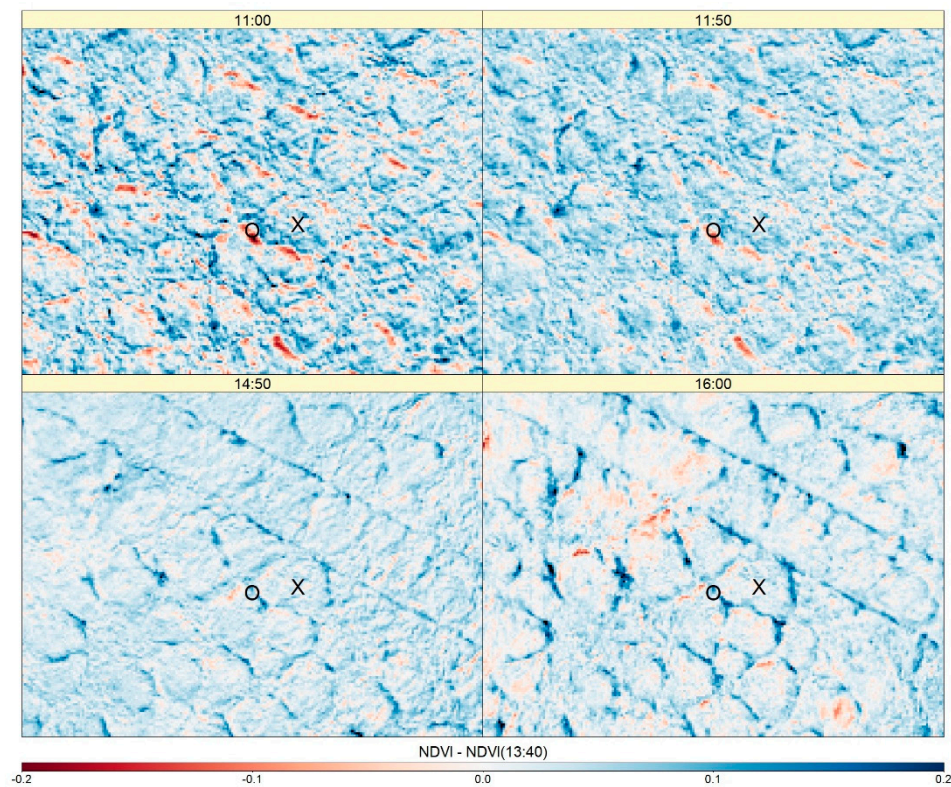 11:00 11:50
O X O X
14:50 16:00
O X O X
NDVI - NDVI(13:40)
-0.2 -0.1 0.0 0.1 0.2